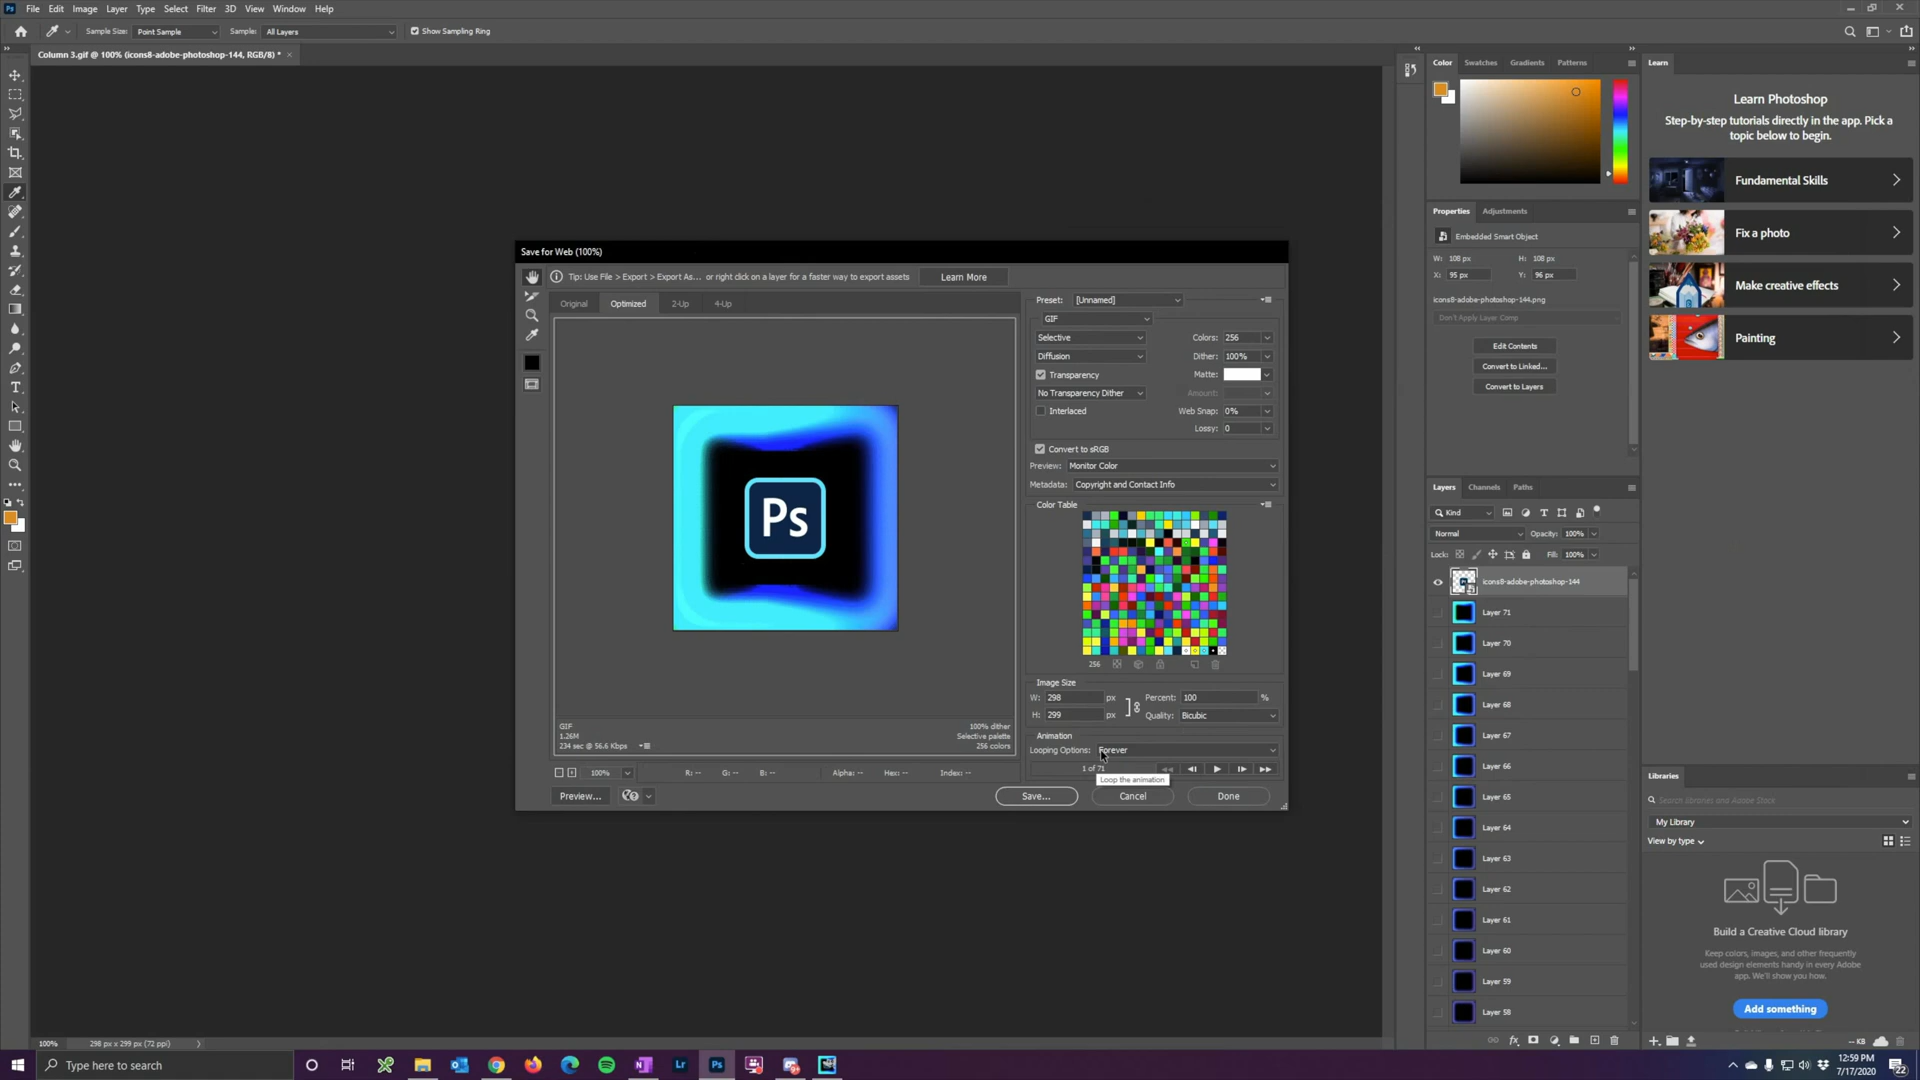 Ps File Edit Image Layer Type Select Filter 3D View Window Help
Sample Size: Point Sample Sample: All Layers Show Sampling Ring
Column 3.gif @ 100% (icons8-adobe-photoshop-144, RGB/8) *
Save for Web (100%)
Tip: Use File > Export > Export As... or right click on a layer for a faster way to export assets Learn More
Original Optimized 2-Up 4-Up
Ps
GIF
1.26M
234 sec @ 56.6 Kbps
100% dither
Selective palette
256 colors
100% R: -- G: -- B: -- Alpha: -- Hex: -- Index: --
Preview...
Preset: [Unnamed]
GIF
Selective Colors: 256
Diffusion Dither: 100%
Transparency Matte:
No Transparency Dither Amount:
Interlaced Web Snap: 0%
Lossy: 0
Convert to sRGB
Preview: Monitor Color
Metadata: Copyright and Contact Info
Color Table
256
Image Size
W: 298 px Percent: 100 %
H: 299 px Quality: Bicubic
Animation
Looping Options: Forever
1 of 71
Loop the animation
Save... Cancel Done
Color Swatches Gradients Patterns
Properties Adjustments
Embedded Smart Object
W: 108 px H: 108 px
X: 95 px Y: 96 px
icons8-adobe-photoshop-144.png
Don't Apply Layer Comp
Edit Contents
Convert to Linked...
Convert to Layers
Layers Channels Paths
Kind
Normal Opacity: 100%
Lock: Fill: 100%
icons8-adobe-photoshop-144
Layer 71
Layer 70
Layer 69
Layer 68
Layer 67
Layer 66
Layer 65
Layer 64
Layer 63
Layer 62
Layer 61
Layer 60
Layer 59
Layer 58
Learn
Learn Photoshop
Step-by-step tutorials directly in the app. Pick a
topic below to begin.
Fundamental Skills
Fix a photo
Make creative effects
Painting
Libraries
Search libraries and Adobe Stock
My Library
View by type
Build a Creative Cloud library
Keep colors, images, and other frequently
used design elements handy in every Adobe
app. We'll show you how.
Add something
-- KB
100% 298 px x 299 px (72 ppi)
Type here to search
Lr Ps
12:59 PM
7/17/2020
22